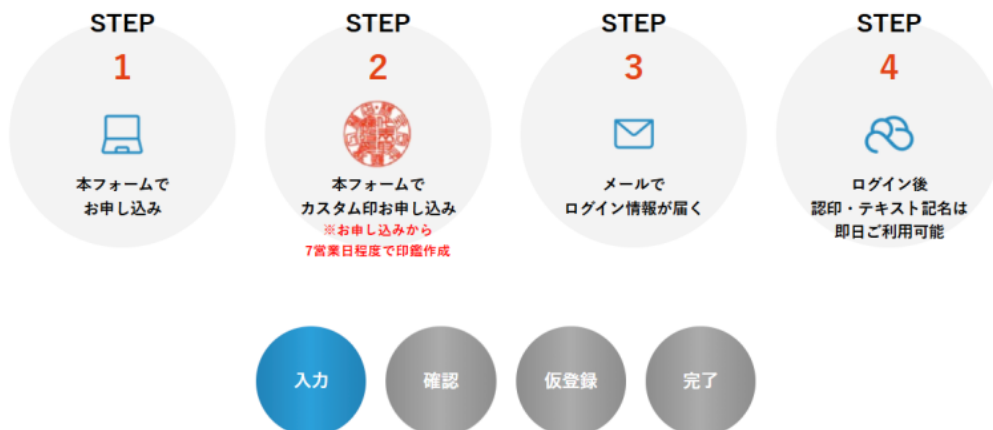 STEP
1
本フォームで
お申し込み
STEP
2
本フォームで
カスタム印お申し込み
※お申し込みから
7営業日程度で印鑑作成
STEP
3
メールで
ログイン情報が届く
STEP
4
ログイン後
認印・テキスト記名は
即日ご利用可能
入力
確認
仮登録
完了